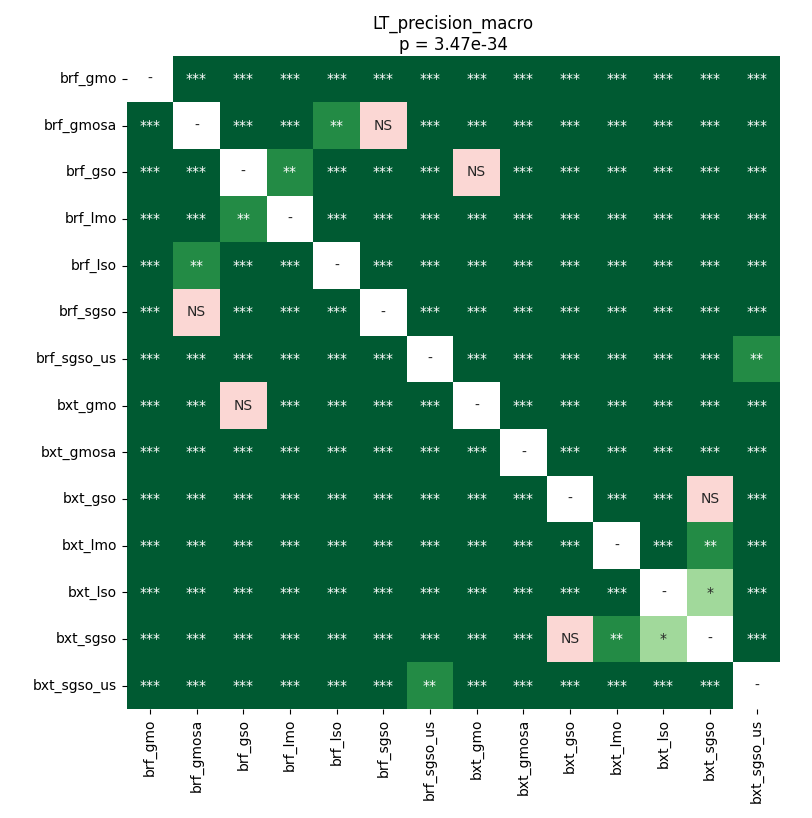 LT_precision_macro
p = 3.47e-34
brf_gmo - *** *** *** *** *** *** *** *** *** *** *** *** ***
brf_gmosa *** - *** *** ** NS *** *** *** *** *** *** *** ***
brf_gso *** *** - ** *** *** *** NS *** *** *** *** *** ***
brf_lmo *** *** ** - *** *** *** *** *** *** *** *** *** ***
brf_lso *** ** *** *** - *** *** *** *** *** *** *** *** ***
brf_sgso *** NS *** *** *** - *** *** *** *** *** *** *** ***
brf_sgso_us *** *** *** *** *** *** - *** *** *** *** *** *** **
bxt_gmo *** *** NS *** *** *** *** - *** *** *** *** *** ***
bxt_gmosa *** *** *** *** *** *** *** *** - *** *** *** *** ***
bxt_gso *** *** *** *** *** *** *** *** *** - *** *** NS ***
bxt_lmo *** *** *** *** *** *** *** *** *** *** - *** ** ***
bxt_lso *** *** *** *** *** *** *** *** *** *** *** - * ***
bxt_sgso *** *** *** *** *** *** *** *** *** NS ** * - ***
bxt_sgso_us *** *** *** *** *** *** ** *** *** *** *** *** *** -
brf_gmo brf_gmosa brf_gso brf_lmo brf_lso brf_sgso brf_sgso_us bxt_gmo bxt_gmosa bxt_gso bxt_lmo bxt_lso bxt_sgso bxt_sgso_us